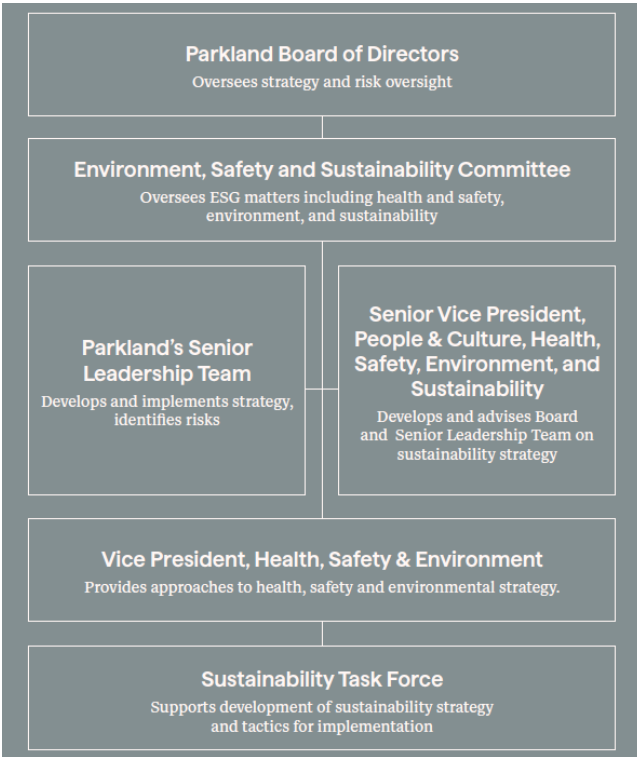 Parkland Board of Directors
Oversees strategy and risk oversight
Environment, Safety and Sustainability Committee
Oversees ESG matters including health and safety,
environment, and sustainability
Parkland’s Senior
Leadership Team
Develops and implements strategy,
identifies risks
Senior Vice President,
People & Culture, Health,
Safety, Environment, and
Sustainability
Develops and advises Board
and Senior Leadership Team on
sustainability strategy
Vice President, Health, Safety & Environment
Provides approaches to health, safety and environmental strategy.
Sustainability Task Force
Supports development of sustainability strategy
and tactics for implementation